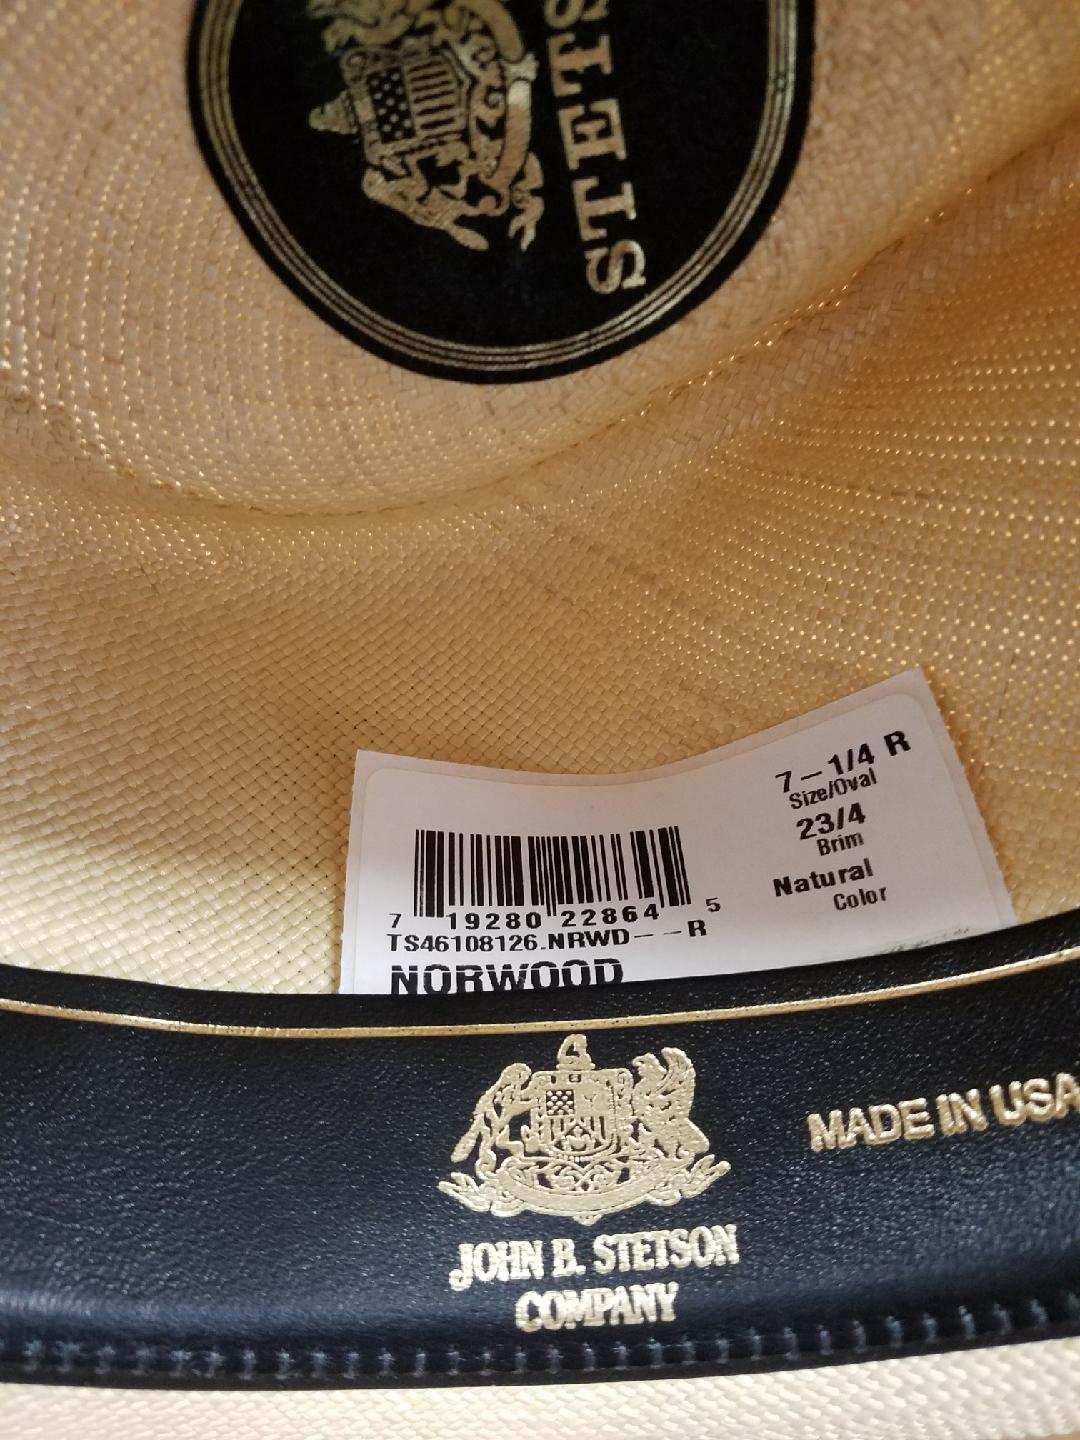 STETS
7-1/4 R
Size/Oval
23/4
Brim
Natural
Color
7 19280 22864 5
TS46108126.NRWD--R
NORWOOD
MADE IN USA
JOHN B. STETSON
COMPANY